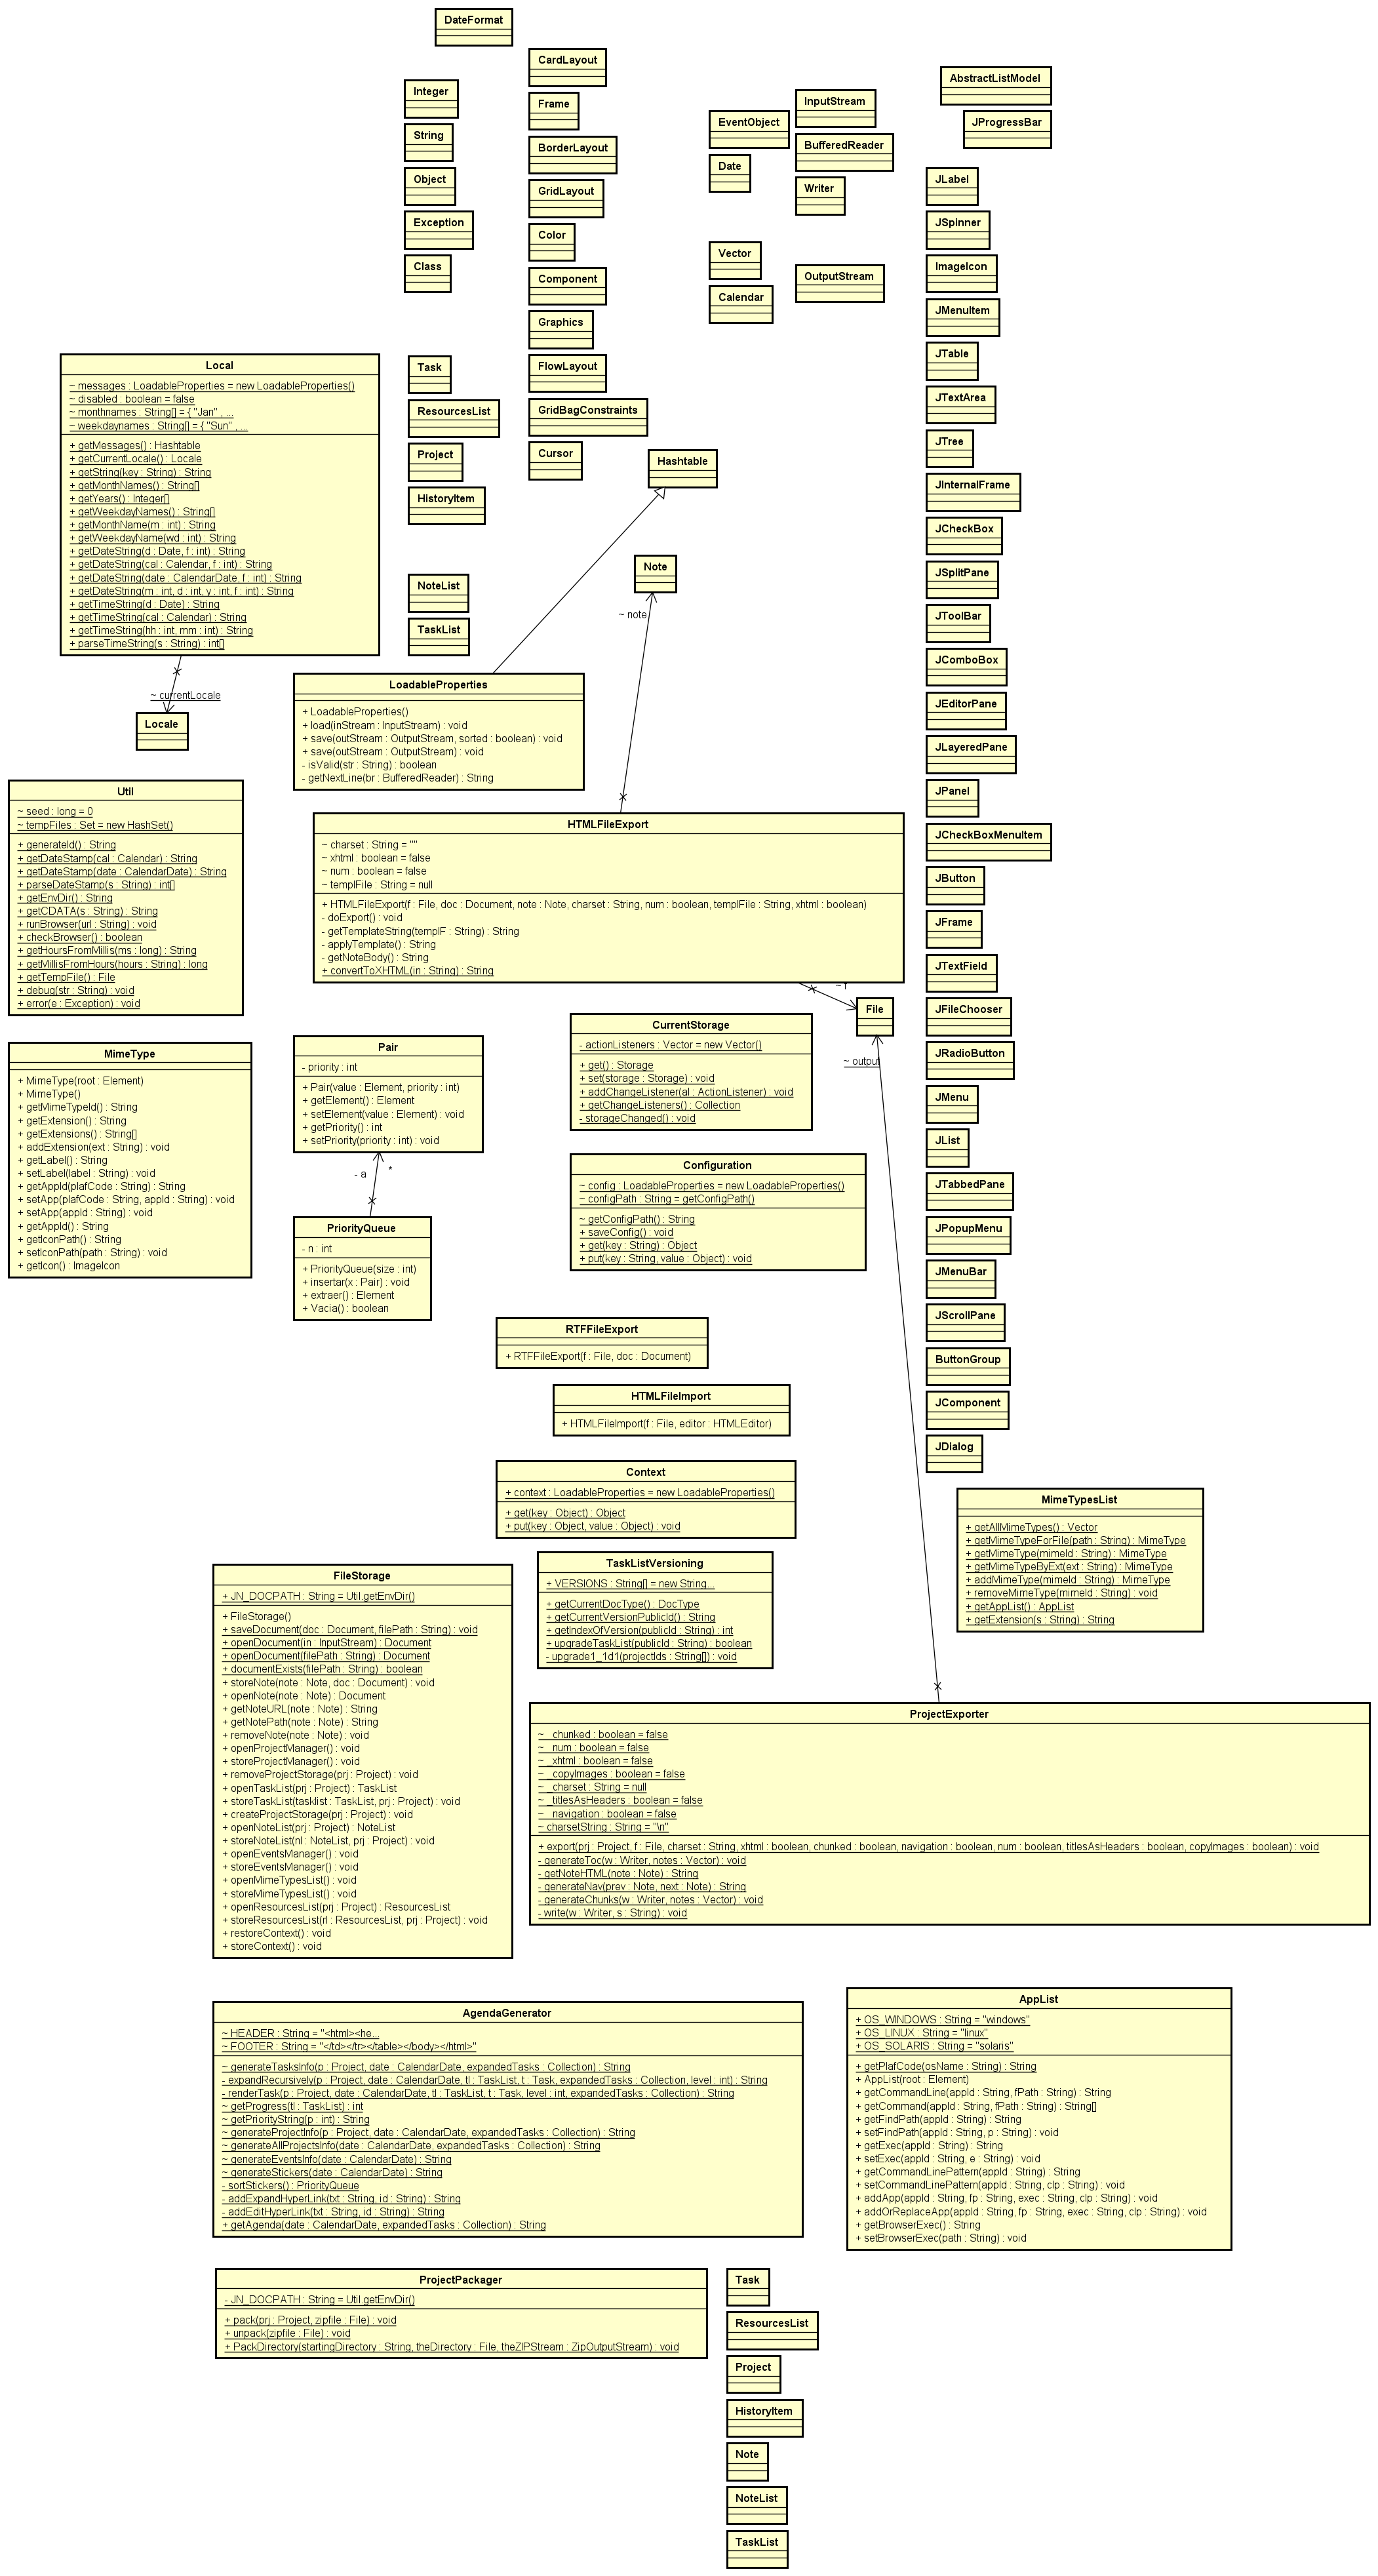 DateFormat
CardLayout
Frame
BorderLayout
GridLayout
Color
Component
Graphics
FlowLayout
GridBagConstraints
Cursor
Integer
String
Object
Exception
Class
EventObject
Date
Vector
Calendar
InputStream
BufferedReader
Writer
OutputStream
AbstractListModel
JProgressBar
JLabel
JSpinner
ImageIcon
JMenuItem
JTable
JTextArea
JTree
JInternalFrame
JCheckBox
JSplitPane
JToolBar
JComboBox
JEditorPane
JLayeredPane
JPanel
JCheckBoxMenuItem
JButton
JFrame
JTextField
JFileChooser
JRadioButton
JMenu
JList
JTabbedPane
JPopupMenu
JMenuBar
JScrollPane
ButtonGroup
JComponent
JDialog
Local
~ messages : LoadableProperties = new LoadableProperties()
~ disabled : boolean = false
~ monthnames : String[] = { "Jan" , ...
~ weekdaynames : String[] = { "Sun" , ...
+ getMessages() : Hashtable
+ getCurrentLocale() : Locale
+ getString(key : String) : String
+ getMonthNames() : String[]
+ getYears() : Integer[]
+ getWeekdayNames() : String[]
+ getMonthName(m : int) : String
+ getWeekdayName(wd : int) : String
+ getDateString(d : Date, f : int) : String
+ getDateString(cal : Calendar, f : int) : String
+ getDateString(date : CalendarDate, f : int) : String
+ getDateString(m : int, d : int, y : int, f : int) : String
+ getTimeString(d : Date) : String
+ getTimeString(cal : Calendar) : String
+ getTimeString(hh : int, mm : int) : String
+ parseTimeString(s : String) : int[]
Task
ResourcesList
Project
HistoryItem
NoteList
TaskList
Hashtable
Note
~ note
~ currentLocale
Locale
LoadableProperties
+ LoadableProperties()
+ load(inStream : InputStream) : void
+ save(outStream : OutputStream, sorted : boolean) : void
+ save(outStream : OutputStream) : void
- isValid(str : String) : boolean
- getNextLine(br : BufferedReader) : String
Util
~ seed : long = 0
~ tempFiles : Set = new HashSet()
+ generateId() : String
+ getDateStamp(cal : Calendar) : String
+ getDateStamp(date : CalendarDate) : String
+ parseDateStamp(s : String) : int[]
+ getEnvDir() : String
+ getCDATA(s : String) : String
+ runBrowser(url : String) : void
+ checkBrowser() : boolean
+ getHoursFromMillis(ms : long) : String
+ getMillisFromHours(hours : String) : long
+ getTempFile() : File
+ debug(str : String) : void
+ error(e : Exception) : void
HTMLFileExport
~ charset : String = ""
~ xhtml : boolean = false
~ num : boolean = false
~ templFile : String = null
+ HTMLFileExport(f : File, doc : Document, note : Note, charset : String, num : boolean, templFile : String, xhtml : boolean)
- doExport() : void
- getTemplateString(templF : String) : String
- applyTemplate() : String
- getNoteBody() : String
+ convertToXHTML(in : String) : String
~ f
File
~ output
MimeType
+ MimeType(root : Element)
+ MimeType()
+ getMimeTypeId() : String
+ getExtension() : String
+ getExtensions() : String[]
+ addExtension(ext : String) : void
+ getLabel() : String
+ setLabel(label : String) : void
+ getAppId(plafCode : String) : String
+ setApp(plafCode : String, appId : String) : void
+ setApp(appId : String) : void
+ getAppId() : String
+ getIconPath() : String
+ setIconPath(path : String) : void
+ getIcon() : ImageIcon
Pair
- priority : int
+ Pair(value : Element, priority : int)
+ getElement() : Element
+ setElement(value : Element) : void
+ getPriority() : int
+ setPriority(priority : int) : void
- a
*
PriorityQueue
- n : int
+ PriorityQueue(size : int)
+ insertar(x : Pair) : void
+ extraer() : Element
+ Vacia() : boolean
CurrentStorage
- actionListeners : Vector = new Vector()
+ get() : Storage
+ set(storage : Storage) : void
+ addChangeListener(al : ActionListener) : void
+ getChangeListeners() : Collection
- storageChanged() : void
Configuration
~ config : LoadableProperties = new LoadableProperties()
~ configPath : String = getConfigPath()
~ getConfigPath() : String
+ saveConfig() : void
+ get(key : String) : Object
+ put(key : String, value : Object) : void
RTFFileExport
+ RTFFileExport(f : File, doc : Document)
HTMLFileImport
+ HTMLFileImport(f : File, editor : HTMLEditor)
Context
+ context : LoadableProperties = new LoadableProperties()
+ get(key : Object) : Object
+ put(key : Object, value : Object) : void
TaskListVersioning
+ VERSIONS : String[] = new String...
+ getCurrentDocType() : DocType
+ getCurrentVersionPublicId() : String
+ getIndexOfVersion(publicId : String) : int
+ upgradeTaskList(publicId : String) : boolean
- upgrade1_1d1(projectIds : String[]) : void
MimeTypesList
+ getAllMimeTypes() : Vector
+ getMimeTypeForFile(path : String) : MimeType
+ getMimeType(mimeId : String) : MimeType
+ getMimeTypeByExt(ext : String) : MimeType
+ addMimeType(mimeId : String) : MimeType
+ removeMimeType(mimeId : String) : void
+ getAppList() : AppList
+ getExtension(s : String) : String
FileStorage
+ JN_DOCPATH : String = Util.getEnvDir()
+ FileStorage()
+ saveDocument(doc : Document, filePath : String) : void
+ openDocument(in : InputStream) : Document
+ openDocument(filePath : String) : Document
+ documentExists(filePath : String) : boolean
+ storeNote(note : Note, doc : Document) : void
+ openNote(note : Note) : Document
+ getNoteURL(note : Note) : String
+ getNotePath(note : Note) : String
+ removeNote(note : Note) : void
+ openProjectManager() : void
+ storeProjectManager() : void
+ removeProjectStorage(prj : Project) : void
+ openTaskList(prj : Project) : TaskList
+ storeTaskList(tasklist : TaskList, prj : Project) : void
+ createProjectStorage(prj : Project) : void
+ openNoteList(prj : Project) : NoteList
+ storeNoteList(nl : NoteList, prj : Project) : void
+ openEventsManager() : void
+ storeEventsManager() : void
+ openMimeTypesList() : void
+ storeMimeTypesList() : void
+ openResourcesList(prj : Project) : ResourcesList
+ storeResourcesList(rl : ResourcesList, prj : Project) : void
+ restoreContext() : void
+ storeContext() : void
ProjectExporter
~ _chunked : boolean = false
~ _num : boolean = false
~ _xhtml : boolean = false
~ _copyImages : boolean = false
~ _charset : String = null
~ _titlesAsHeaders : boolean = false
~ _navigation : boolean = false
~ charsetString : String = "\n"
+ export(prj : Project, f : File, charset : String, xhtml : boolean, chunked : boolean, navigation : boolean, num : boolean, titlesAsHeaders : boolean, copyImages : boolean) : void
- generateToc(w : Writer, notes : Vector) : void
- getNoteHTML(note : Note) : String
- generateNav(prev : Note, next : Note) : String
- generateChunks(w : Writer, notes : Vector) : void
- write(w : Writer, s : String) : void
AgendaGenerator
~ HEADER : String = "<html><he...
~ FOOTER : String = "</td></tr></table></body></html>"
~ generateTasksInfo(p : Project, date : CalendarDate, expandedTasks : Collection) : String
- expandRecursively(p : Project, date : CalendarDate, tl : TaskList, t : Task, expandedTasks : Collection, level : int) : String
- renderTask(p : Project, date : CalendarDate, tl : TaskList, t : Task, level : int, expandedTasks : Collection) : String
~ getProgress(tl : TaskList) : int
~ getPriorityString(p : int) : String
~ generateProjectInfo(p : Project, date : CalendarDate, expandedTasks : Collection) : String
~ generateAllProjectsInfo(date : CalendarDate, expandedTasks : Collection) : String
~ generateEventsInfo(date : CalendarDate) : String
~ generateStickers(date : CalendarDate) : String
- sortStickers() : PriorityQueue
- addExpandHyperLink(txt : String, id : String) : String
- addEditHyperLink(txt : String, id : String) : String
+ getAgenda(date : CalendarDate, expandedTasks : Collection) : String
AppList
+ OS_WINDOWS : String = "windows"
+ OS_LINUX : String = "linux"
+ OS_SOLARIS : String = "solaris"
+ getPlafCode(osName : String) : String
+ AppList(root : Element)
+ getCommandLine(appId : String, fPath : String) : String
+ getCommand(appId : String, fPath : String) : String[]
+ getFindPath(appId : String) : String
+ setFindPath(appId : String, p : String) : void
+ getExec(appId : String) : String
+ setExec(appId : String, e : String) : void
+ getCommandLinePattern(appId : String) : String
+ setCommandLinePattern(appId : String, clp : String) : void
+ addApp(appId : String, fp : String, exec : String, clp : String) : void
+ addOrReplaceApp(appId : String, fp : String, exec : String, clp : String) : void
+ getBrowserExec() : String
+ setBrowserExec(path : String) : void
ProjectPackager
- JN_DOCPATH : String = Util.getEnvDir()
+ pack(prj : Project, zipfile : File) : void
+ unpack(zipfile : File) : void
+ PackDirectory(startingDirectory : String, theDirectory : File, theZIPStream : ZipOutputStream) : void
Task
ResourcesList
Project
HistoryItem
Note
NoteList
TaskList